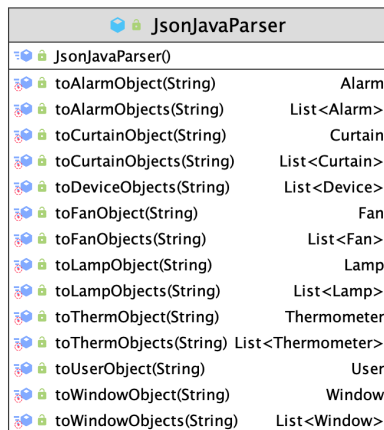 JsonJavaParser
JsonJavaParser()
toAlarmObject(String) Alarm
toAlarmObjects(String) List<Alarm>
toCurtainObject(String) Curtain
toCurtainObjects(String) List<Curtain>
toDeviceObjects(String) List<Device>
toFanObject(String) Fan
toFanObjects(String) List<Fan>
toLampObject(String) Lamp
toLampObjects(String) List<Lamp>
toThermObject(String) Thermometer
toThermObjects(String) List<Thermometer>
toUserObject(String) User
toWindowObject(String) Window
toWindowObjects(String) List<Window>